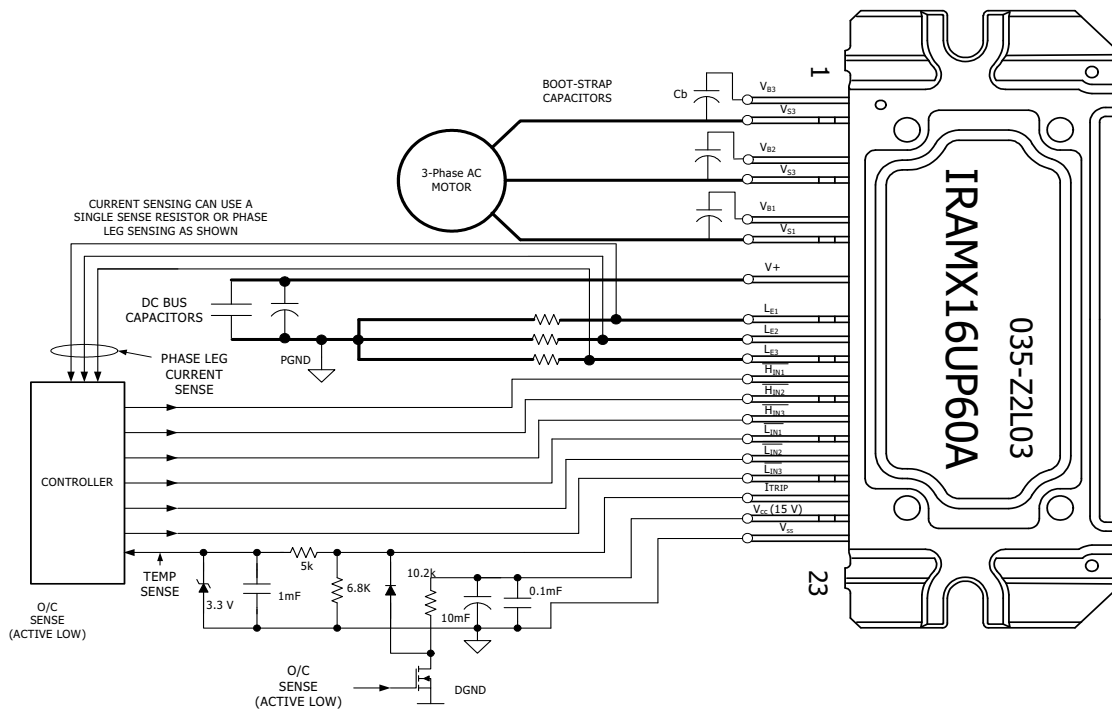 1
BOOT-STRAP
CAPACITORS
Cb
VB3
VS3
VB2
VS3
VB1
VS1
3-Phase AC
MOTOR
CURRENT SENSING CAN USE A
SINGLE SENSE RESISTOR OR PHASE
LEG SENSING AS SHOWN
V+
DC BUS
CAPACITORS
PGND
LE1
LE2
LE3
PHASE LEG
CURRENT
SENSE
HIN1
HIN2
HIN3
LIN1
LIN2
LIN3
ITRIP
Vcc (15 V)
Vss
CONTROLLER
IRAMX16UP60A
035-Z2L03
23
TEMP
SENSE
5k
3.3 V
1mF
6.8K
10.2k
10mF
0.1mF
O/C
SENSE
(ACTIVE LOW)
O/C
SENSE
(ACTIVE LOW)
DGND